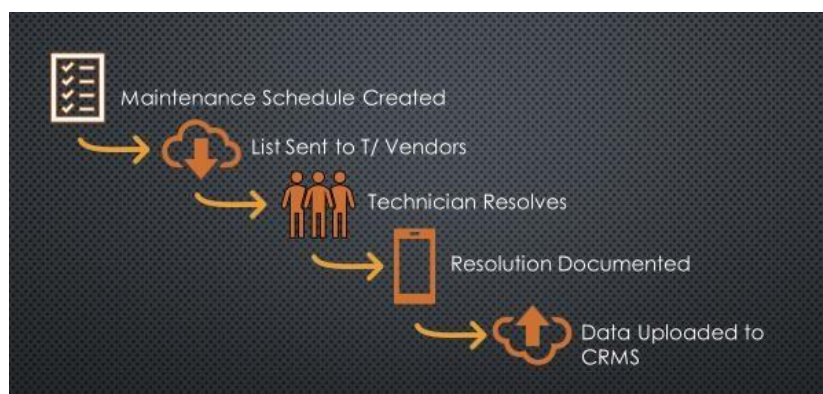 Maintenance Schedule Created
List Sent to T/ Vendors
Technician Resolves
Resolution Documented
Data Uploaded to
CRMS